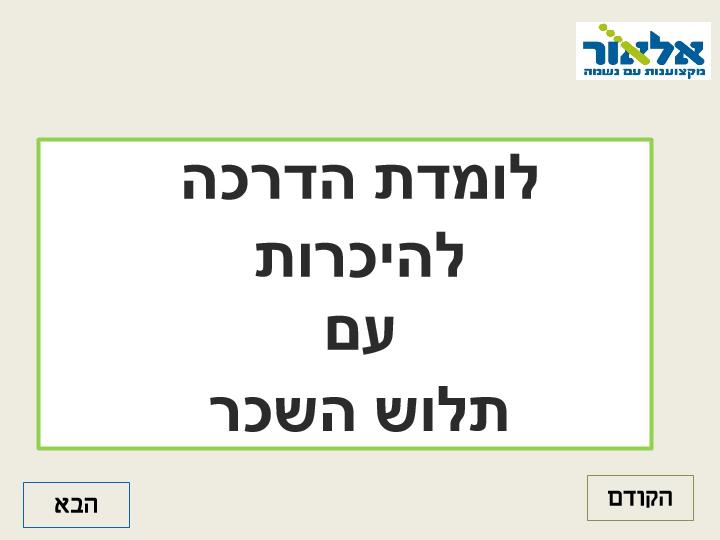 אלאור
מקצוענות עם נשמה
לומדת הדרכה
להיכרות
עם
תלוש השכר
הקודם
הבא